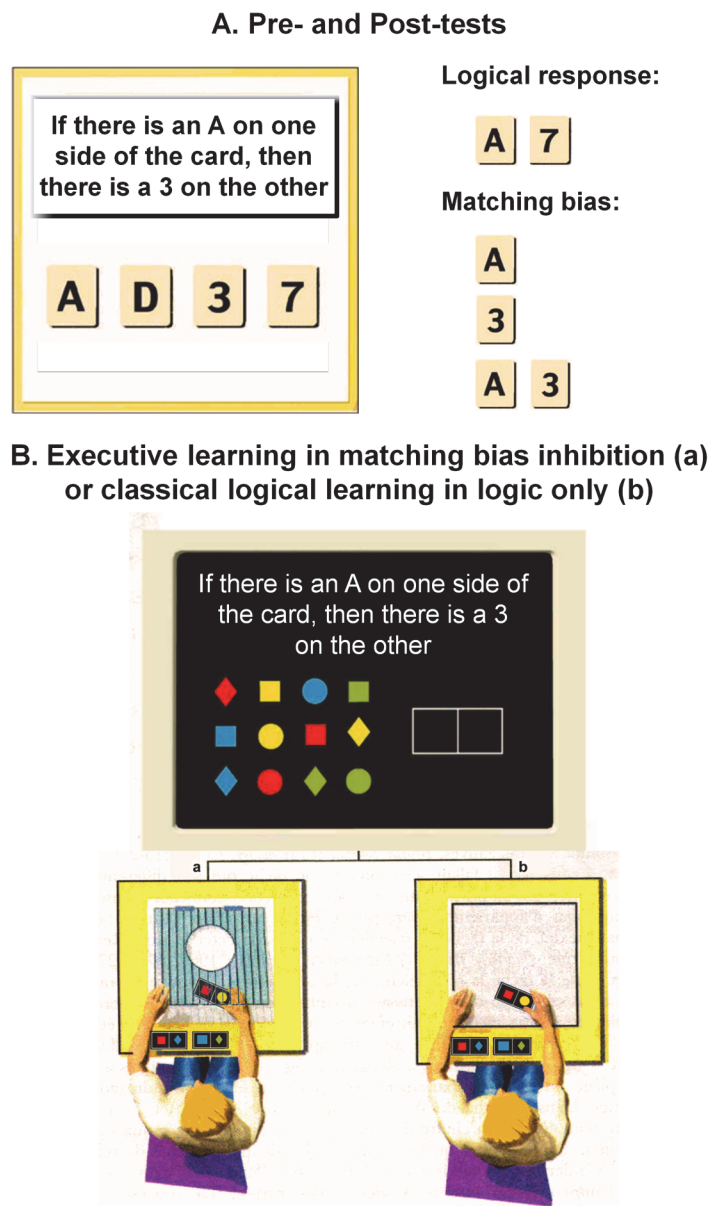 A. Pre- and Post-tests
If there is an A on one
side of the card, then
there is a 3 on the other
A D 3 7
Logical response:
A 7
Matching bias:
A
3
A 3
B. Executive learning in matching bias inhibition (a)
or classical logical learning in logic only (b)
If there is an A on one side of
the card, then there is a 3
on the other
a
b